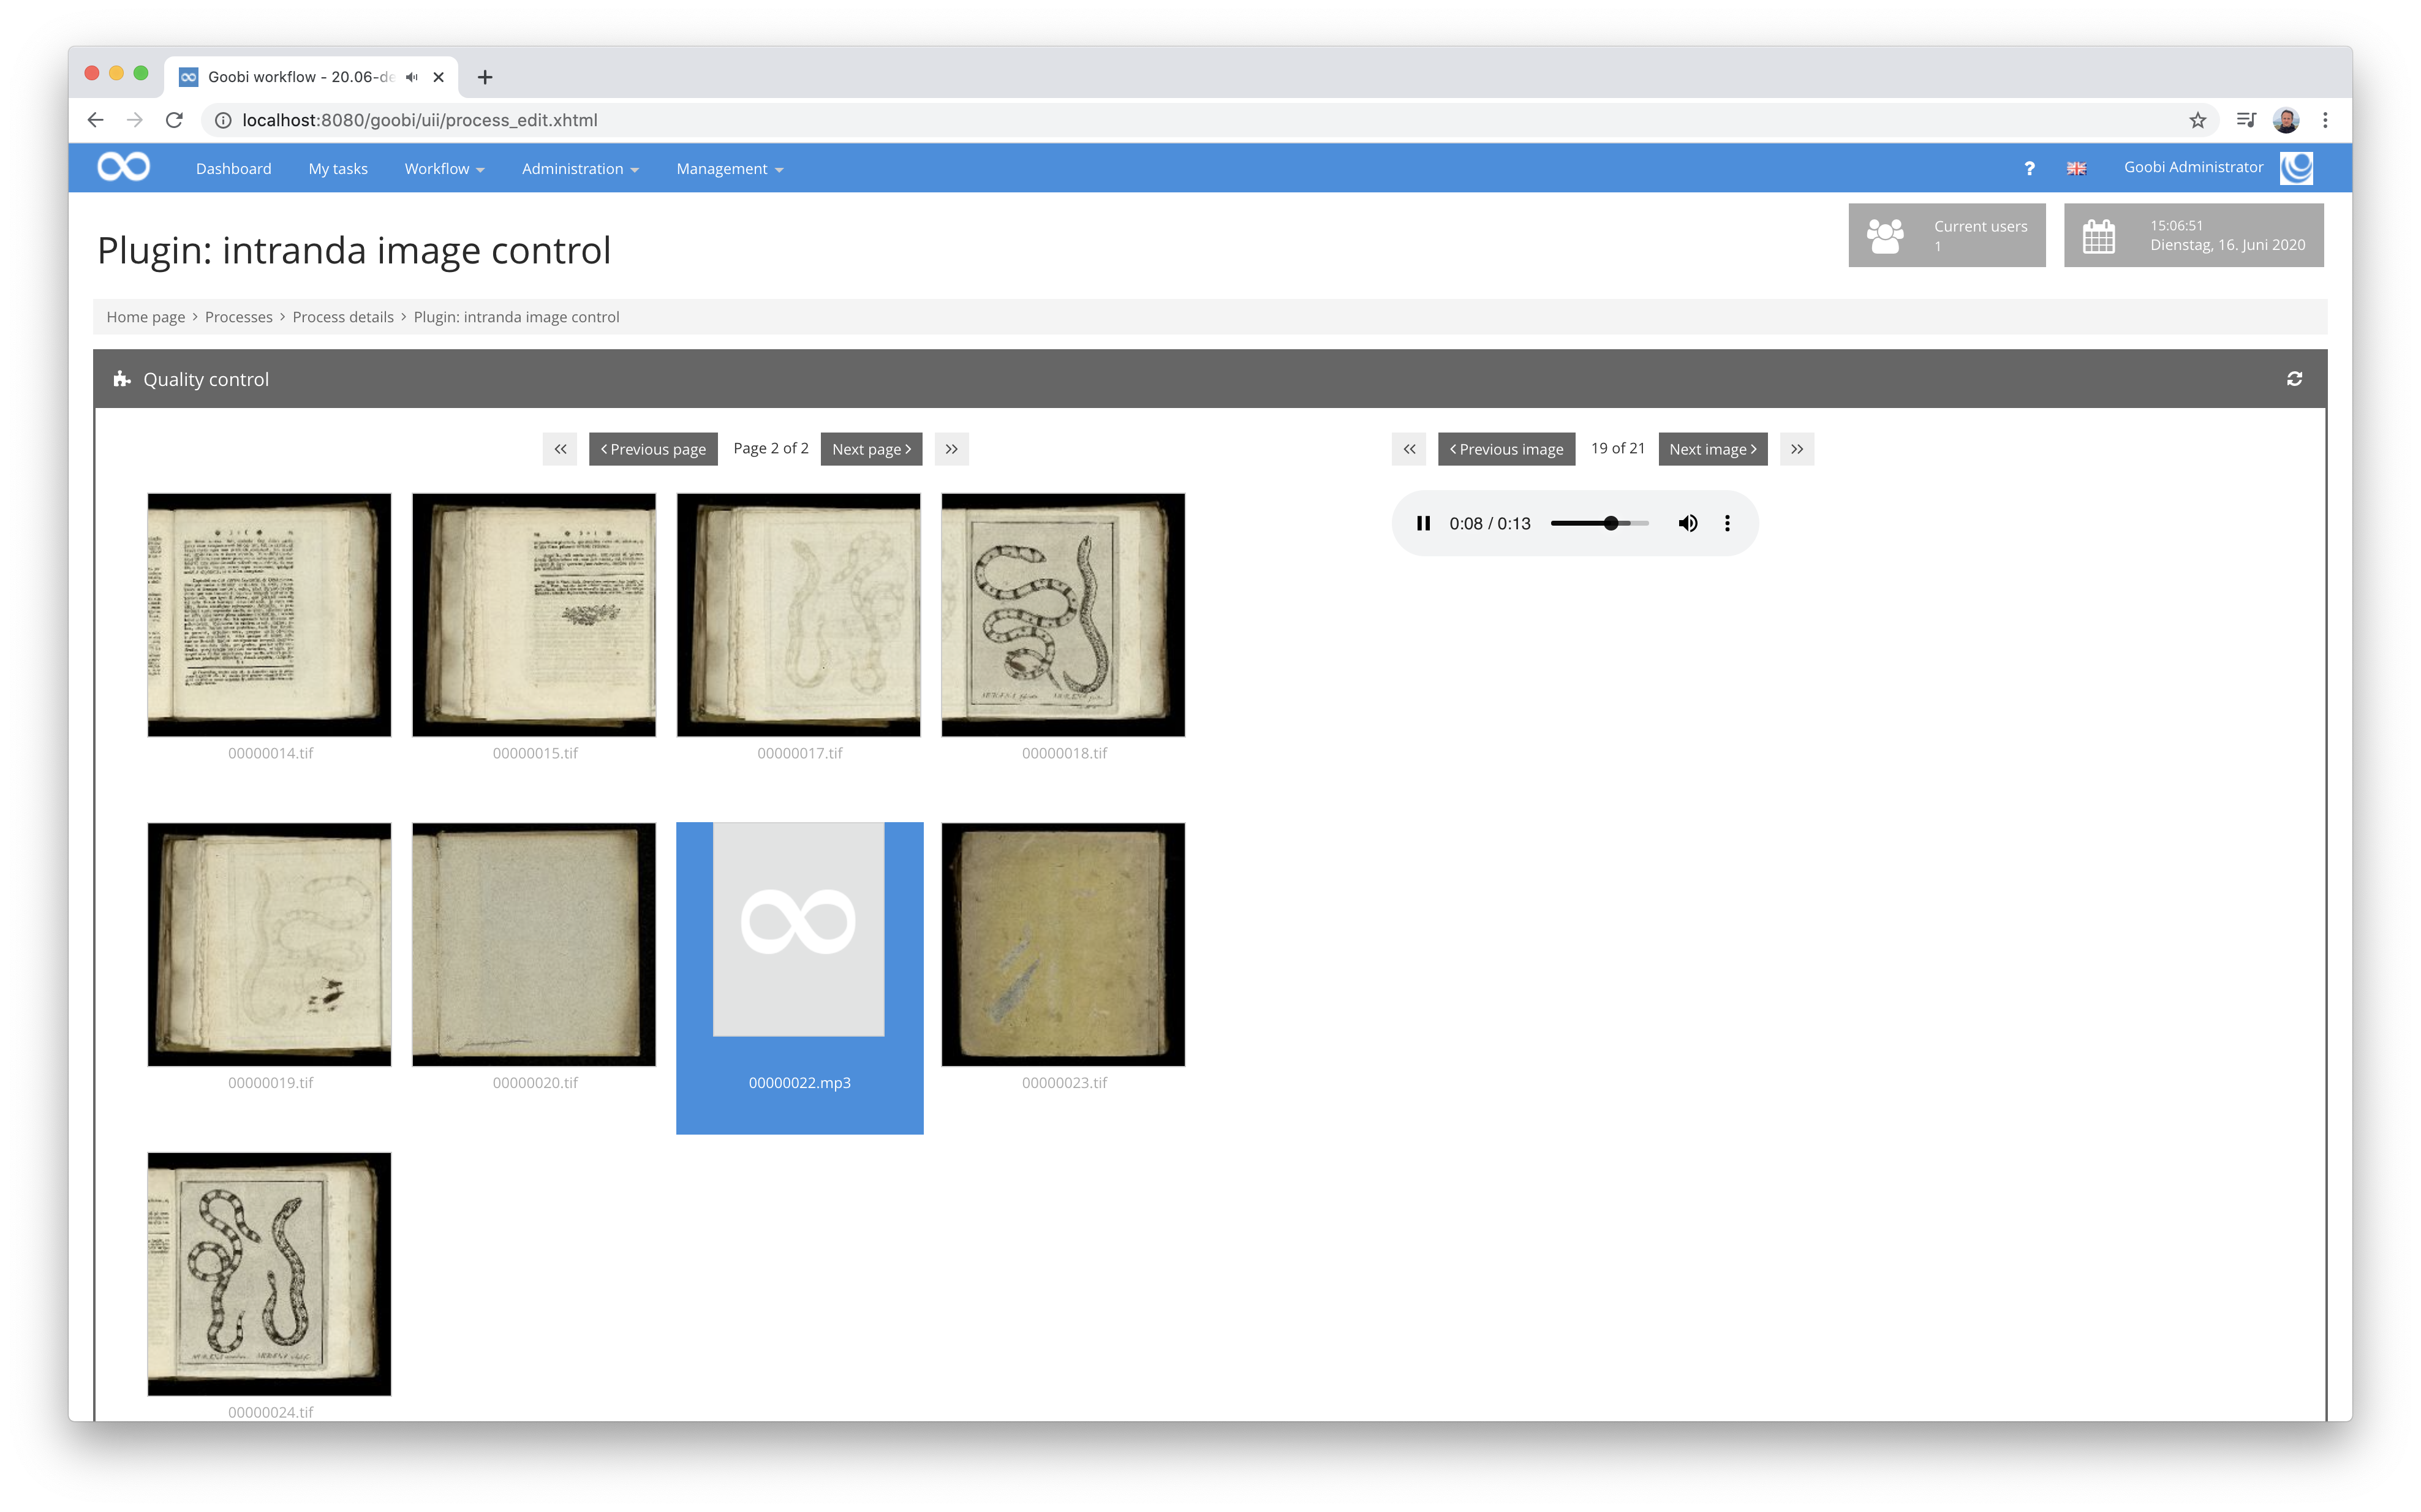 Goobi workflow - 20.06-de
localhost:8080/goobi/uii/process_edit.xhtml
Dashboard My tasks Workflow Administration Management ? Goobi Administrator
Plugin: intranda image control
Current users
1
15:06:51
Dienstag, 16. Juni 2020
Home page › Processes › Process details › Plugin: intranda image control
Quality control
« ‹ Previous page Page 2 of 2 Next page › »
« ‹ Previous image 19 of 21 Next image › »
0:08 / 0:13
00000014.tif 00000015.tif 00000017.tif 00000018.tif
00000019.tif 00000020.tif 00000022.mp3 00000023.tif
00000024.tif